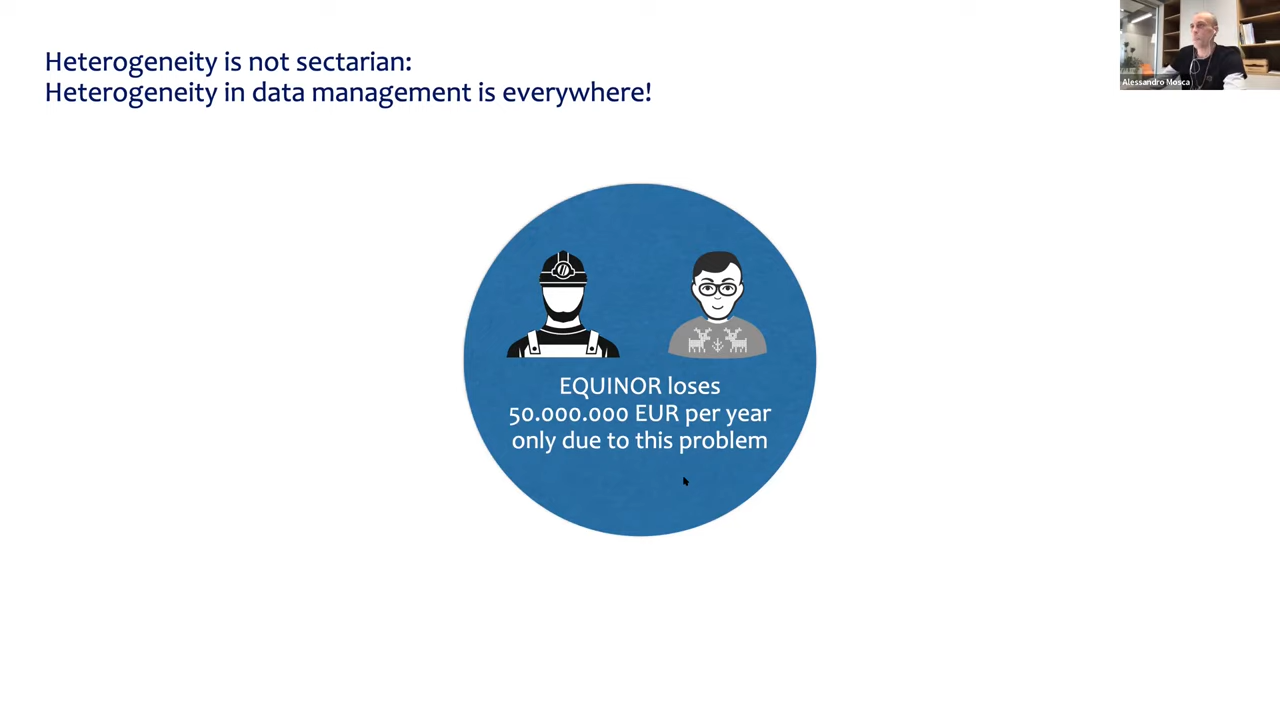 Heterogeneity is not sectarian:
Heterogeneity in data management is everywhere!
Alessandro Mosca
EQUINOR loses
50.000.000 EUR per year
only due to this problem